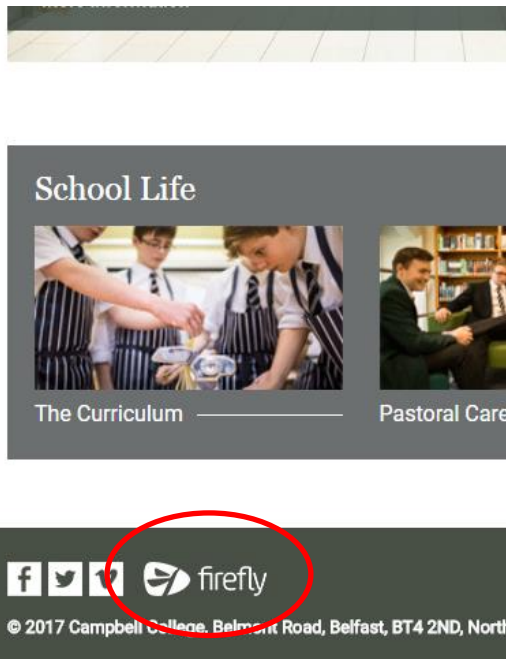 School Life
The Curriculum
Pastoral Care
firefly
© 2017 Campbell College, Belmont Road, Belfast, BT4 2ND, North